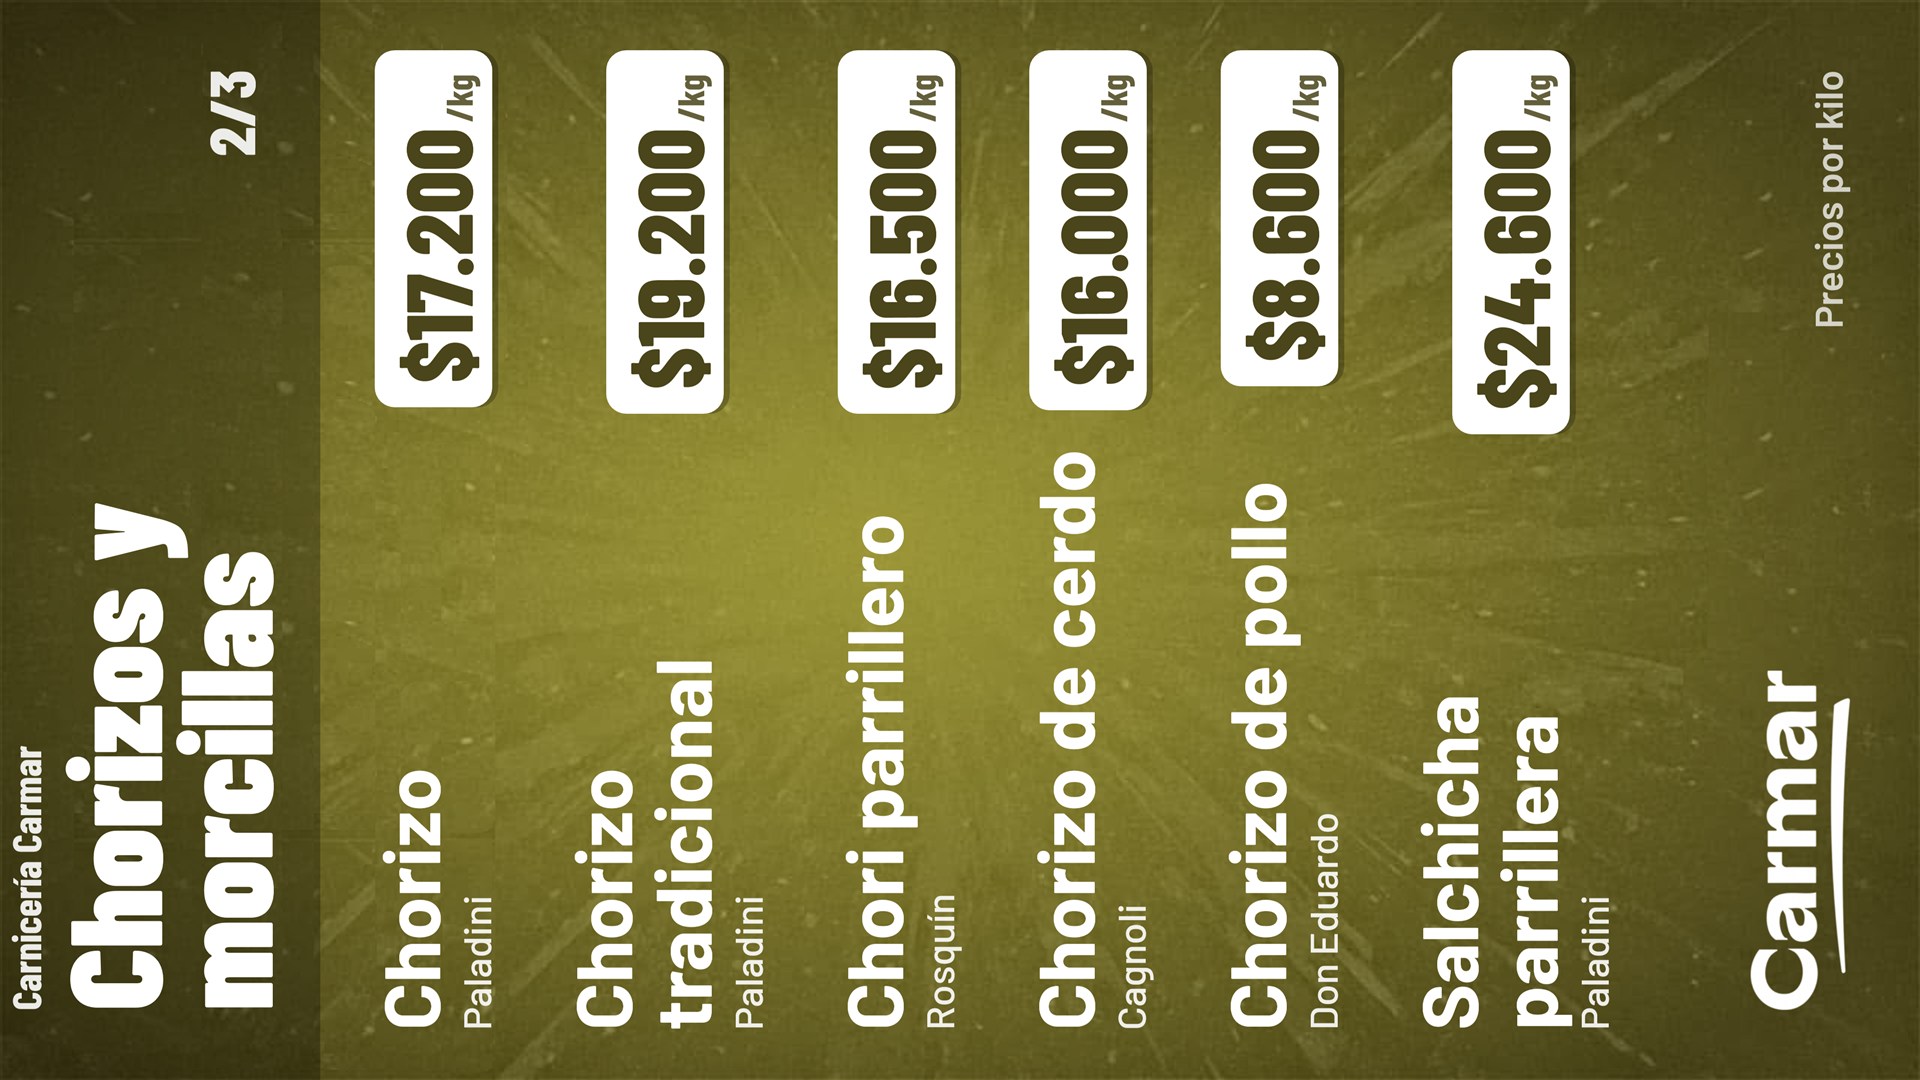 Carnicería Carmar
Chorizos y
morcillas
2/3
Chorizo
Paladini
$17.200 /kg
Chorizo
tradicional
Paladini
$19.200 /kg
Chori parrillero
Rosquín
$16.500 /kg
Chorizo de cerdo
Cagnoli
$16.000 /kg
Chorizo de pollo
Don Eduardo
$8.600 /kg
Salchicha
parrillera
Paladini
$24.600 /kg
Carmar
Precios por kilo